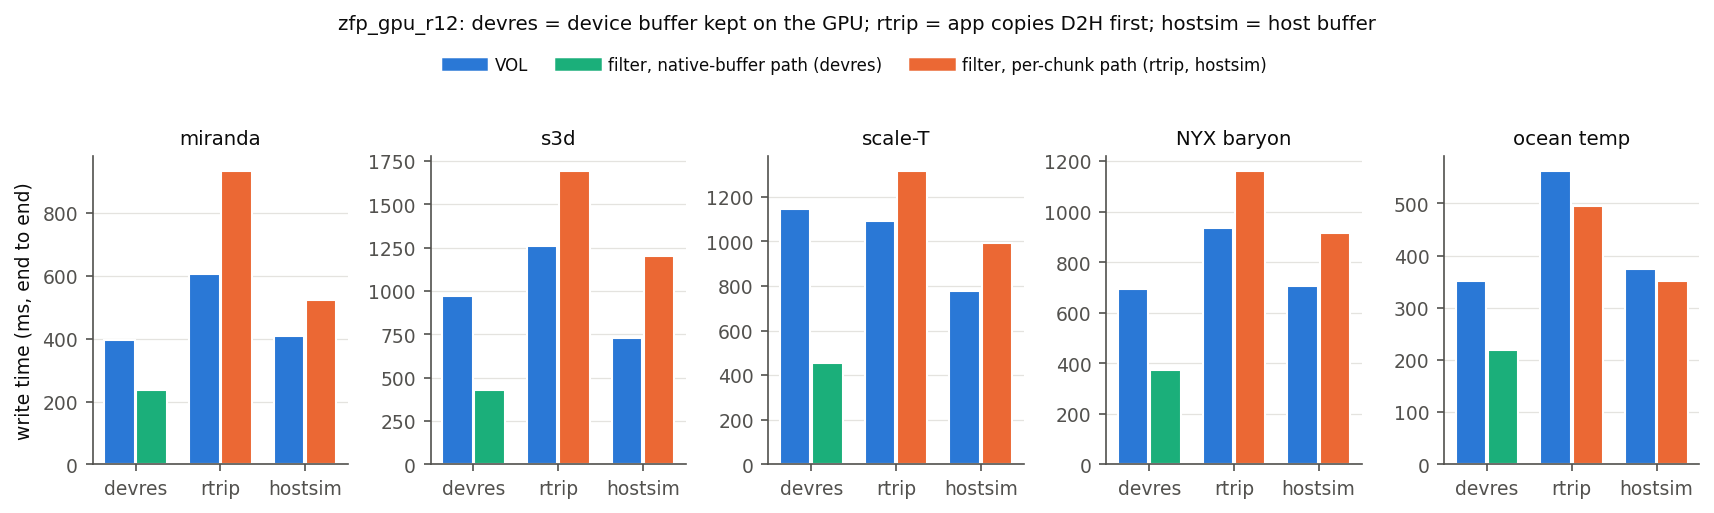 zfp_gpu_r12: devres = device buffer kept on the GPU; rtrip = app copies D2H first; hostsim = host buffer
VOL filter, native-buffer path (devres) filter, per-chunk path (rtrip, hostsim)
write time (ms, end to end)
miranda
800
600
400
200
0
devres rtrip hostsim
s3d
1750
1500
1250
1000
750
500
250
0
devres rtrip hostsim
scale-T
1200
1000
800
600
400
200
0
devres rtrip hostsim
NYX baryon
1200
1000
800
600
400
200
0
devres rtrip hostsim
ocean temp
500
400
300
200
100
0
devres rtrip hostsim